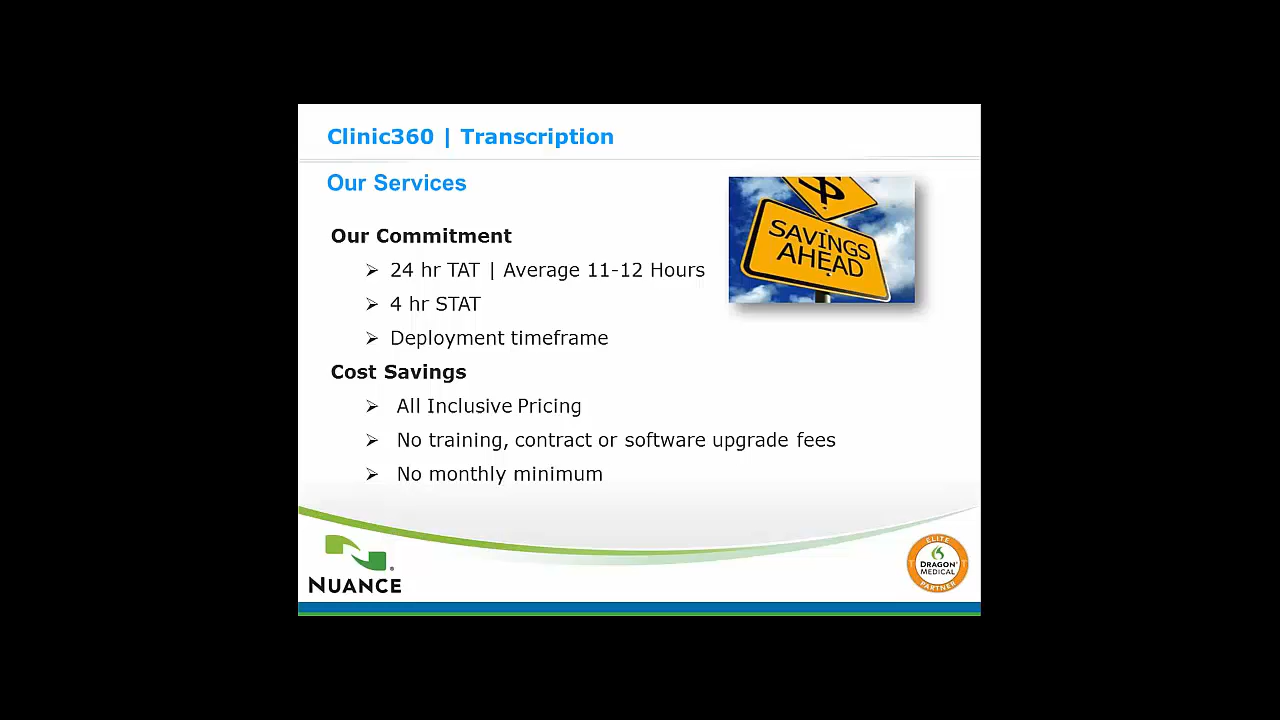 Clinic360 | Transcription
Our Services
$
SAVINGS
AHEAD
Our Commitment
24 hr TAT | Average 11-12 Hours
4 hr STAT
Deployment timeframe
Cost Savings
All Inclusive Pricing
No training, contract or software upgrade fees
No monthly minimum
NUANCE
ELITE
DRAGON
MEDICAL
PARTNER